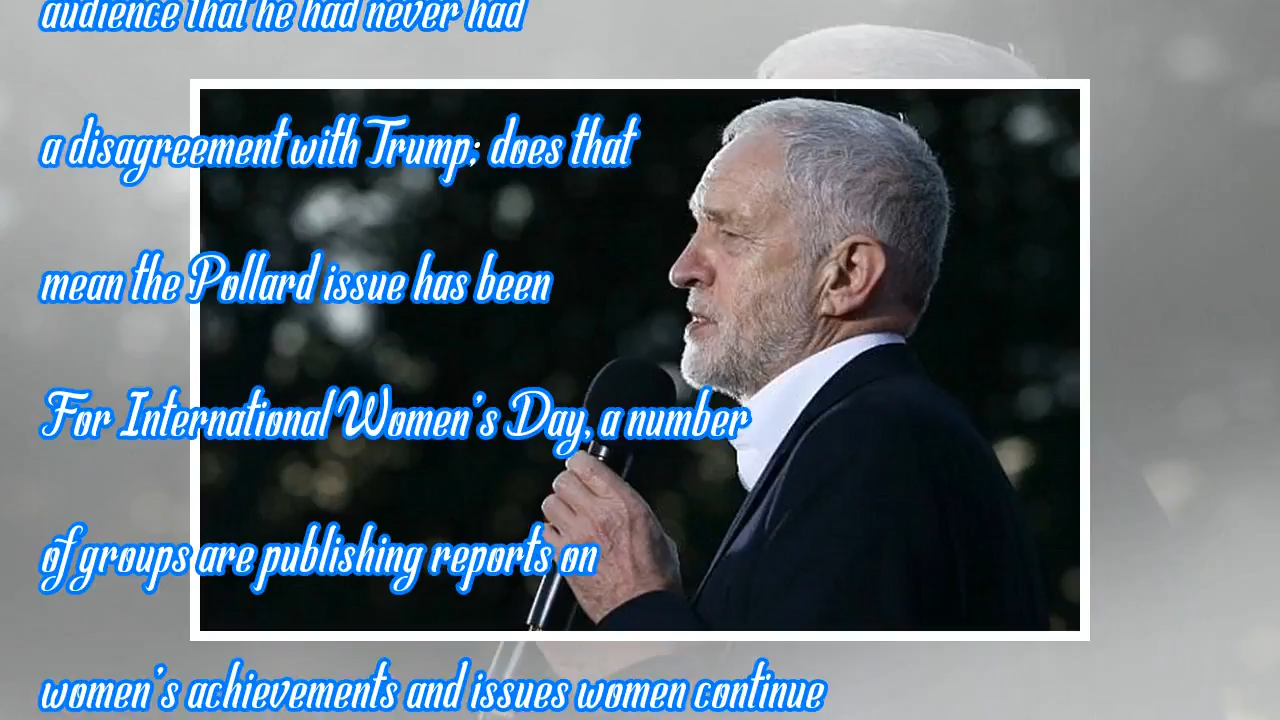 audience that he had never had
a disagreement with Trump; does that
mean the Pollard issue has been
For International Women's Day, a number
of groups are publishing reports on
women's achievements and issues women continue